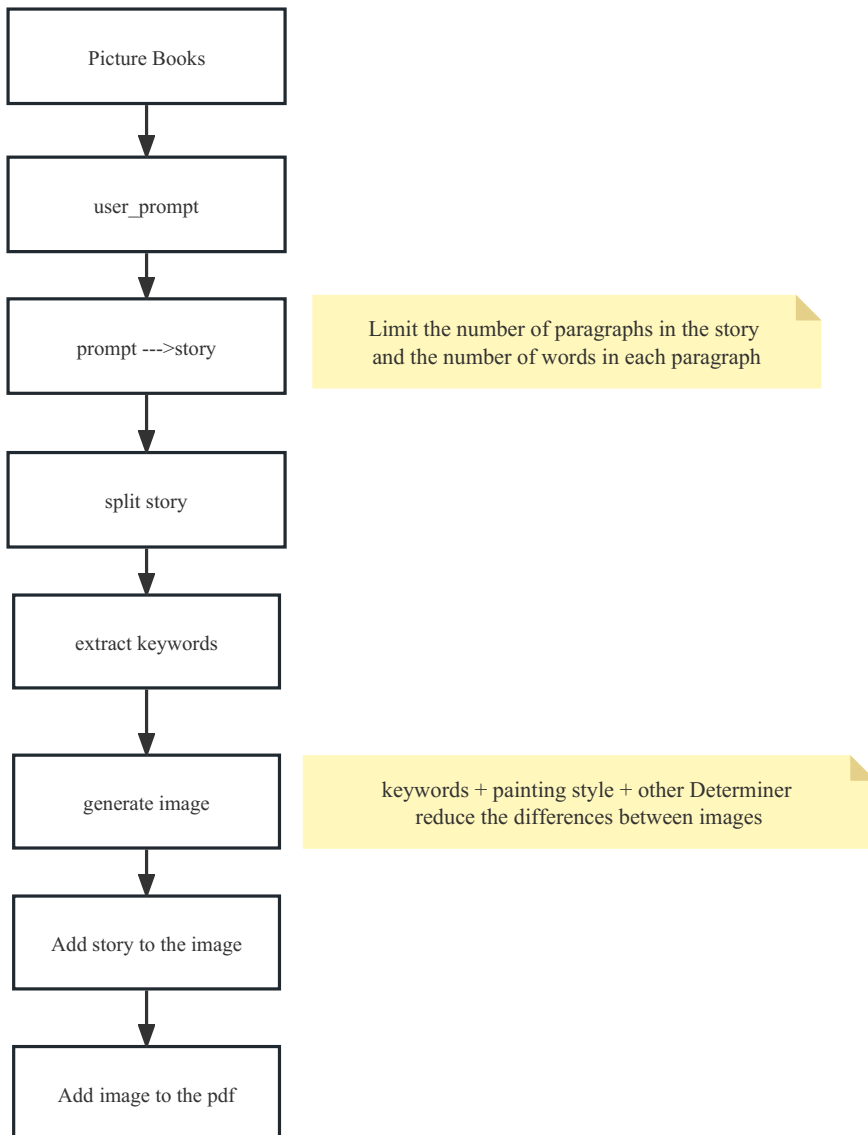 Picture Books
user_prompt
prompt --->story
Limit the number of paragraphs in the story
and the number of words in each paragraph
split story
extract keywords
generate image
keywords + painting style + other Determiner
reduce the differences between images
Add story to the image
Add image to the pdf